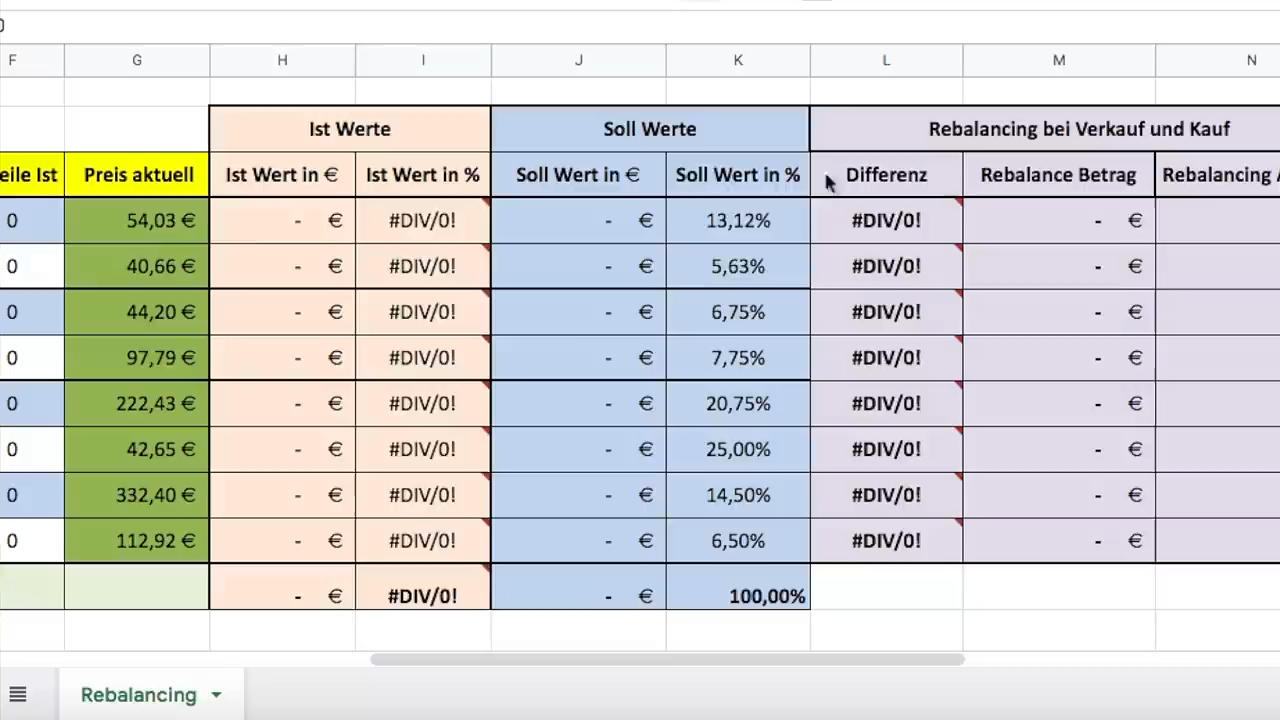 F G H I J K L M N
Ist Werte Soll Werte Rebalancing bei Verkauf und Kauf
eile Ist Preis aktuell Ist Wert in € Ist Wert in % Soll Wert in € Soll Wert in % Differenz Rebalance Betrag Rebalancing A
0 54,03 € - € #DIV/0! - € 13,12% #DIV/0! - €
0 40,66 € - € #DIV/0! - € 5,63% #DIV/0! - €
0 44,20 € - € #DIV/0! - € 6,75% #DIV/0! - €
0 97,79 € - € #DIV/0! - € 7,75% #DIV/0! - €
0 222,43 € - € #DIV/0! - € 20,75% #DIV/0! - €
0 42,65 € - € #DIV/0! - € 25,00% #DIV/0! - €
0 332,40 € - € #DIV/0! - € 14,50% #DIV/0! - €
0 112,92 € - € #DIV/0! - € 6,50% #DIV/0! - €
- € #DIV/0! - € 100,00%
Rebalancing